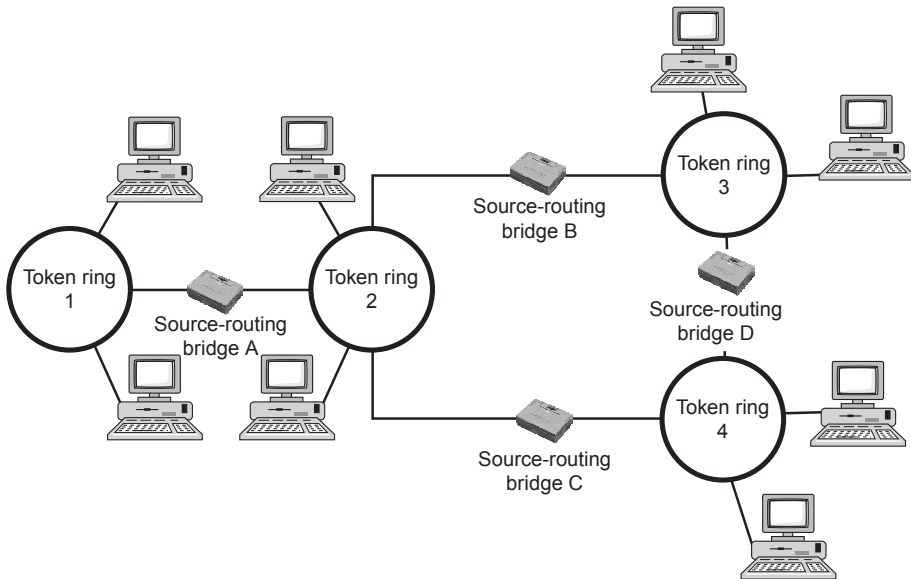 Token ring
1
Source-routing
bridge A
Token ring
2
Source-routing
bridge B
Token ring
3
Source-routing
bridge D
Source-routing
bridge C
Token ring
4